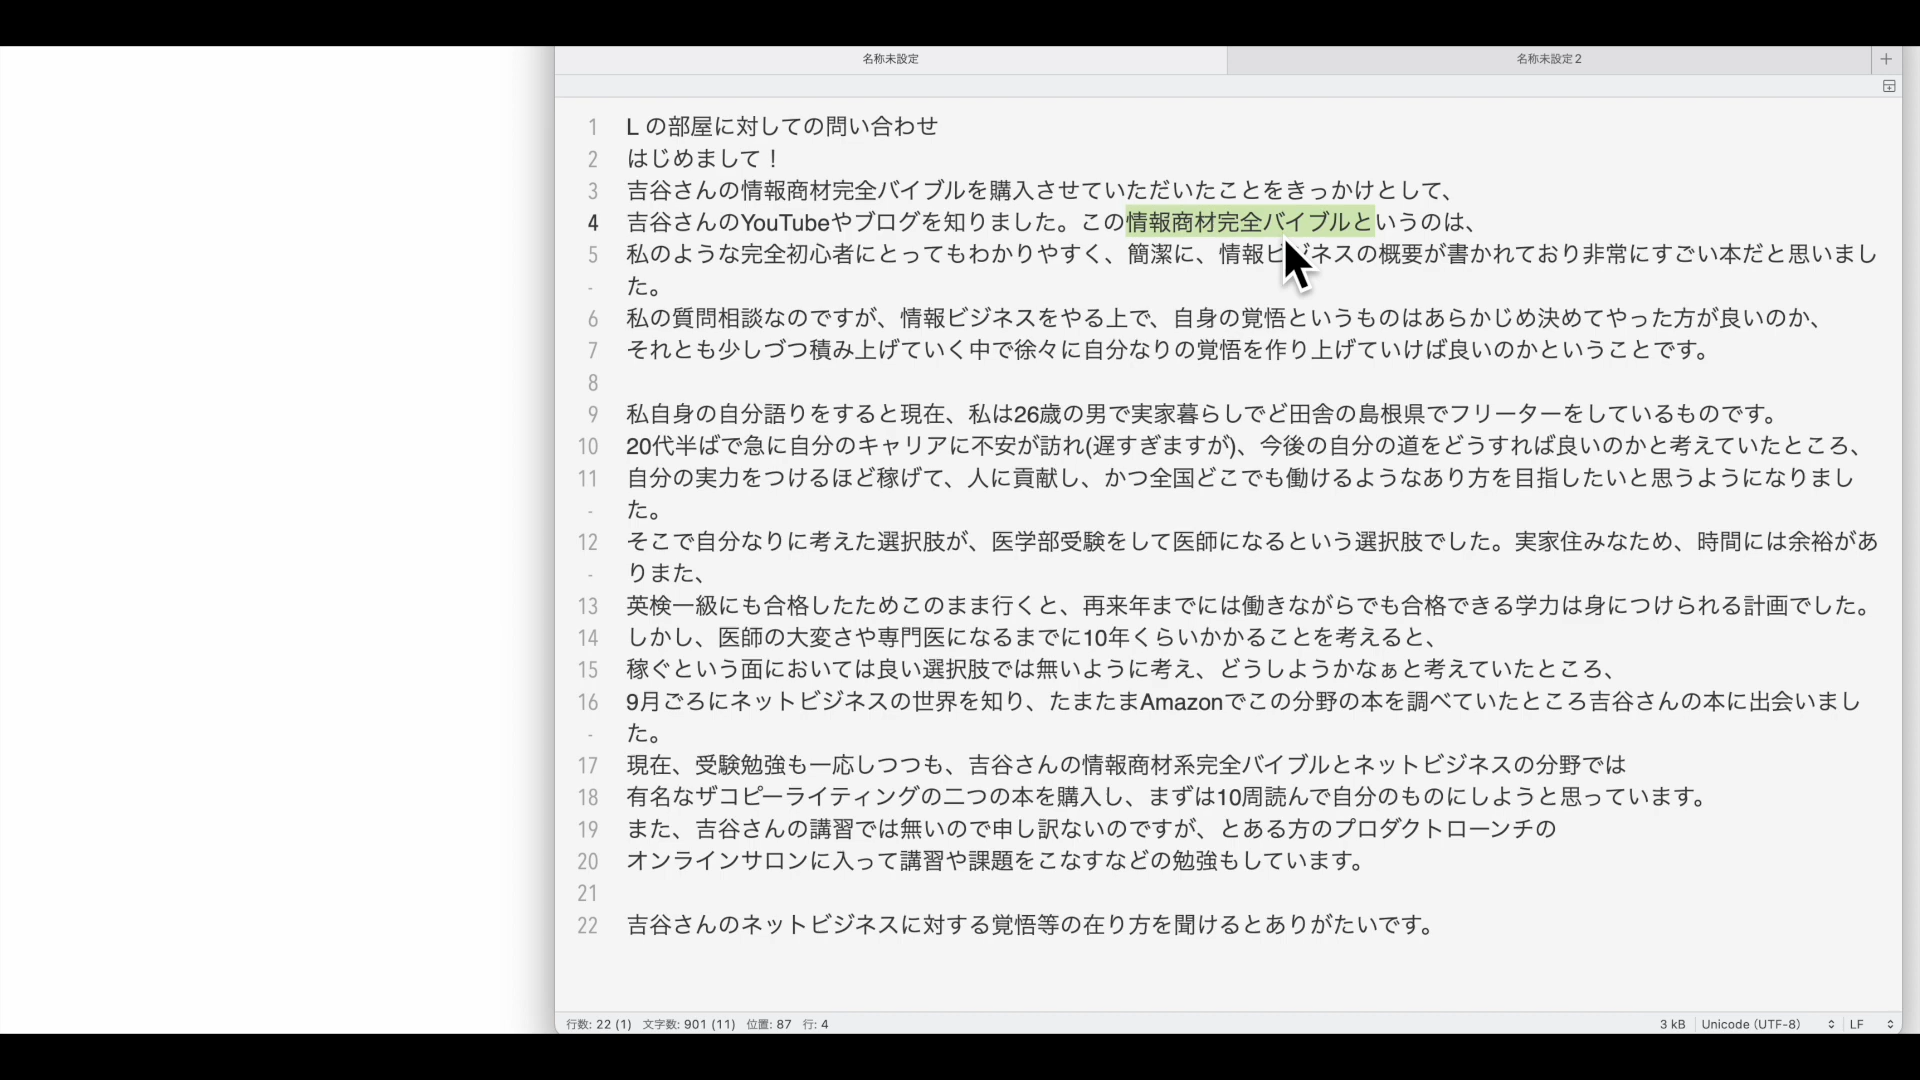 名称未設定
名称未設定2
1 L の部屋に対しての問い合わせ
2 はじめまして！
3 吉谷さんの情報商材完全バイブルを購入させていただいたことをきっかけとして、
4 吉谷さんのYouTubeやブログを知りました。この情報商材完全バイブルというのは、
5 私のような完全初心者にとってもわかりやすく、簡潔に、情報ビジネスの概要が書かれており非常にすごい本だと思いまし
- た。
6 私の質問相談なのですが、情報ビジネスをやる上で、自身の覚悟というものはあらかじめ決めてやった方が良いのか、
7 それとも少しづつ積み上げていく中で徐々に自分なりの覚悟を作り上げていけば良いのかということです。
8
9 私自身の自分語りをすると現在、私は26歳の男で実家暮らしでど田舎の島根県でフリーターをしているものです。
10 20代半ばで急に自分のキャリアに不安が訪れ(遅すぎますが)、今後の自分の道をどうすれば良いのかと考えていたところ、
11 自分の実力をつけるほど稼げて、人に貢献し、かつ全国どこでも働けるようなあり方を目指したいと思うようになりまし
- た。
12 そこで自分なりに考えた選択肢が、医学部受験をして医師になるという選択肢でした。実家住みなため、時間には余裕があ
- りまた、
13 英検一級にも合格したためこのまま行くと、再来年までには働きながらでも合格できる学力は身につけられる計画でした。
14 しかし、医師の大変さや専門医になるまでに10年くらいかかることを考えると、
15 稼ぐという面においては良い選択肢では無いように考え、どうしようかなぁと考えていたところ、
16 9月ごろにネットビジネスの世界を知り、たまたまAmazonでこの分野の本を調べていたところ吉谷さんの本に出会いまし
- た。
17 現在、受験勉強も一応しつつも、吉谷さんの情報商材系完全バイブルとネットビジネスの分野では
18 有名なザコピーライティングの二つの本を購入し、まずは10周読んで自分のものにしようと思っています。
19 また、吉谷さんの講習では無いので申し訳ないのですが、とある方のプロダクトローンチの
20 オンラインサロンに入って講習や課題をこなすなどの勉強もしています。
21
22 吉谷さんのネットビジネスに対する覚悟等の在り方を聞けるとありがたいです。
行数: 22 (1) 文字数: 901 (11) 位置: 87 行: 4
3 kB Unicode (UTF-8) LF